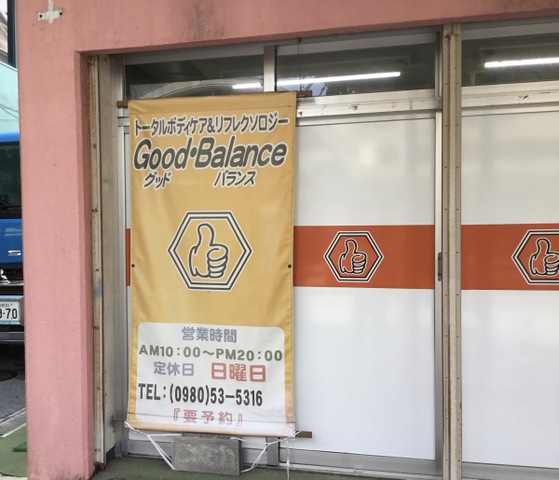 トータルボディケア&リフレクソロジー
Good・Balance
グッド バランス
営業時間
AM10:00〜PM20:00
定休日 日曜日
TEL:(0980)53-5316
『要予約』